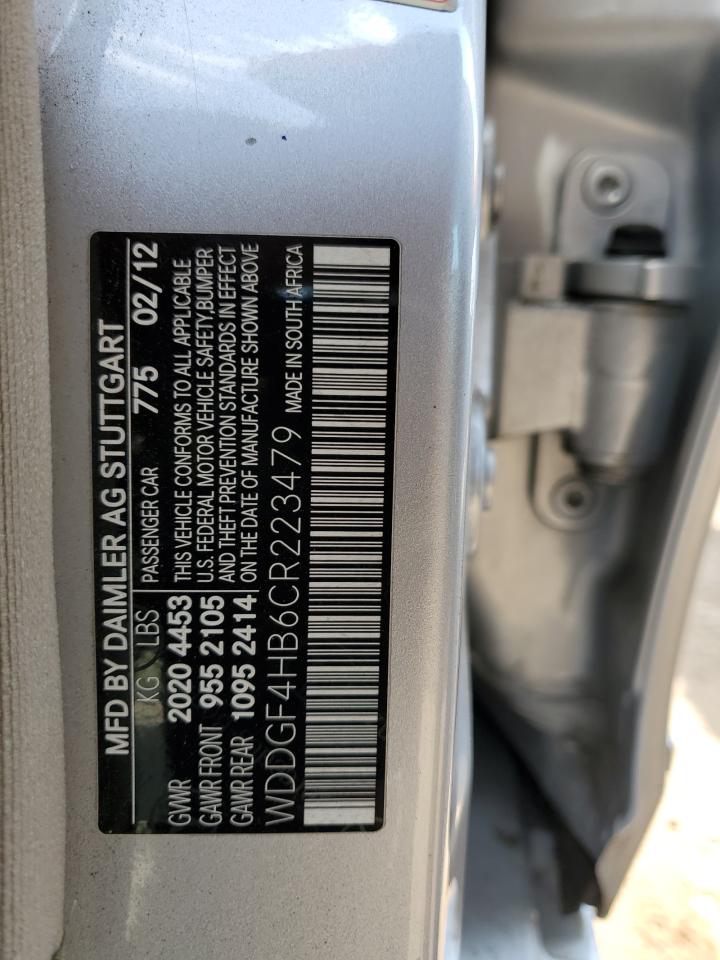 MFD BY DAIMLER AG STUTTGART
KG LBS PASSENGER CAR 775 02/12
GVWR 2020 4453 THIS VEHICLE CONFORMS TO ALL APPLICABLE
GAWR FRONT 955 2105 U.S. FEDERAL MOTOR VEHICLE SAFETY,BUMPER
GAWR REAR 1095 2414 AND THEFT PREVENTION STANDARDS IN EFFECT
ON THE DATE OF MANUFACTURE SHOWN ABOVE
WDDGF4HB6CR223479 MADE IN SOUTH AFRICA